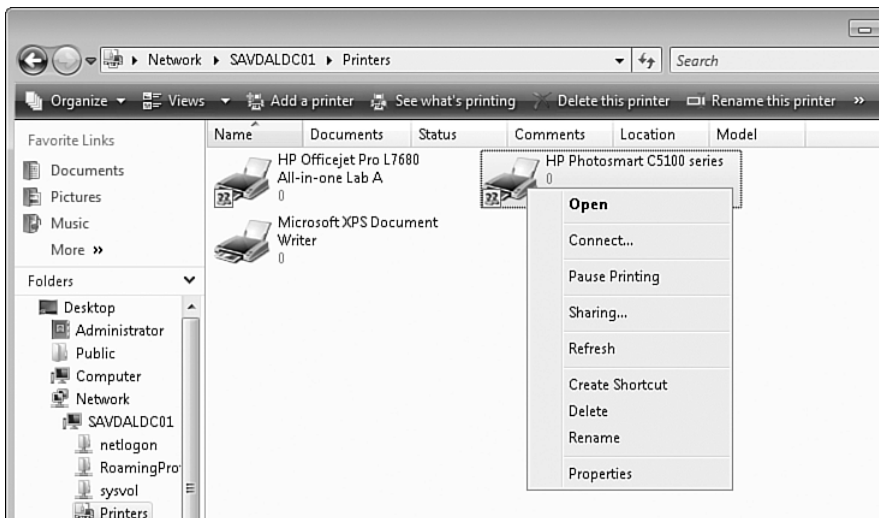 Network ▸ SAVDALDC01 ▸ Printers
Search
Organize Views Add a printer See what's printing Delete this printer Rename this printer »
Favorite Links
Documents
Pictures
Music
More »
Folders
Desktop
Administrator
Public
Computer
Network
SAVDALDC01
netlogon
RoamingPro
sysvol
Printers
Name Documents Status Comments Location Model
HP Officejet Pro L7680
All-in-one Lab A
0
Microsoft XPS Document
Writer
0
HP Photosmart C5100 series
0
Open
Connect...
Pause Printing
Sharing...
Refresh
Create Shortcut
Delete
Rename
Properties